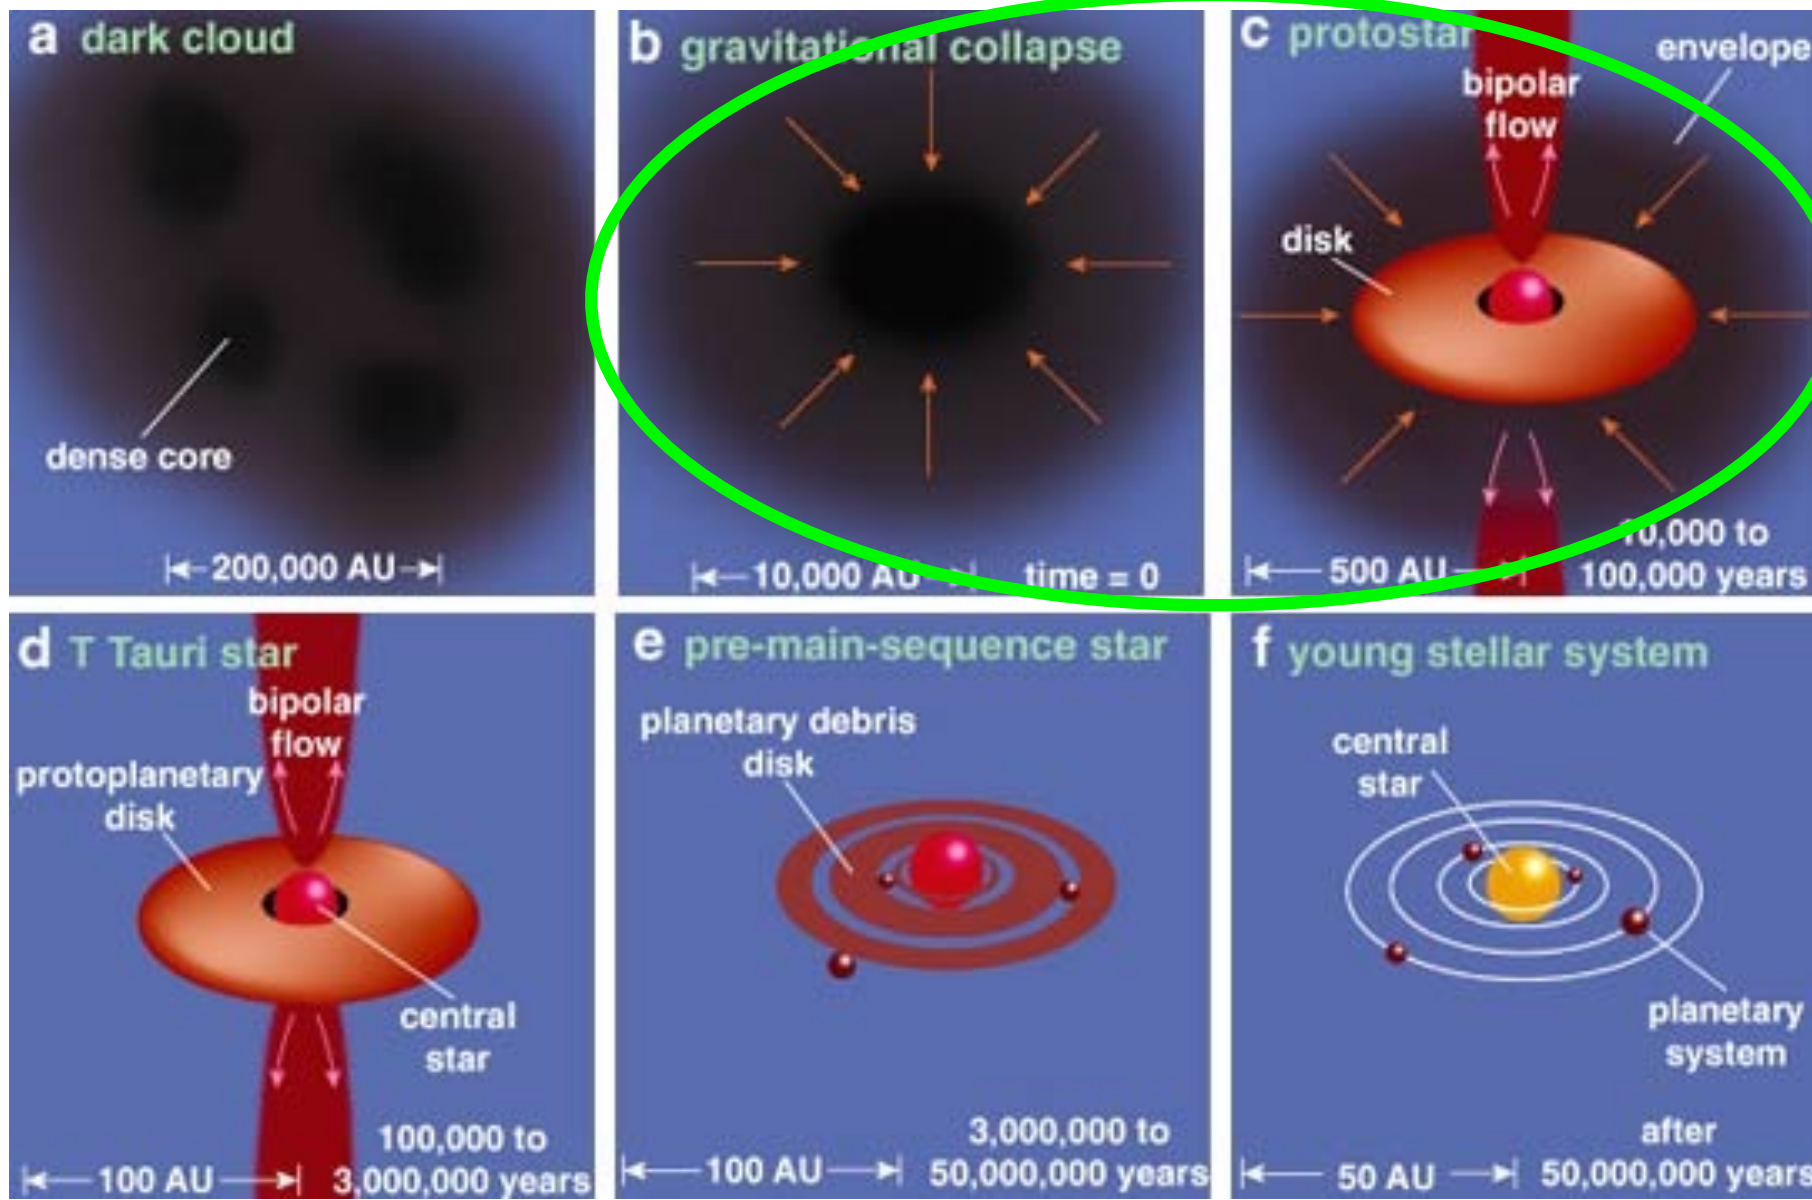 a dark cloud
dense core
200,000 AU
b gravitational collapse
10,000 AU
time = 0
c protostar
envelope
bipolar
flow
disk
500 AU
10,000 to
100,000 years
d T Tauri star
bipolar
flow
protoplanetary
disk
central
star
100 AU
100,000 to
3,000,000 years
e pre-main-sequence star
planetary debris
disk
100 AU
3,000,000 to
50,000,000 years
f young stellar system
central
star
planetary
system
50 AU
after
50,000,000 years